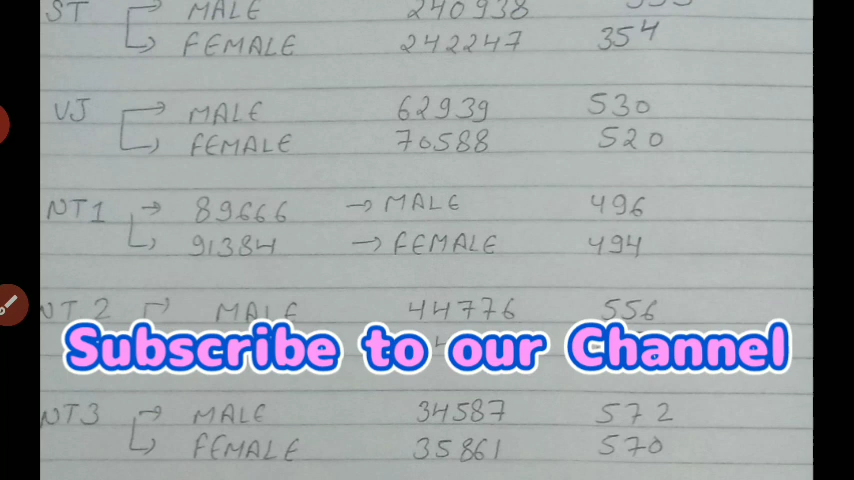 ST MALE 240938
FEMALE 242247 354
VJ MALE 62939 530
FEMALE 70588 520
NT1 → 89666 → MALE 496
91384 → FEMALE 494
NT 2 MALE 44776 556
Subscribe to our Channel
NT3 MALE 34587 572
FEMALE 35861 570